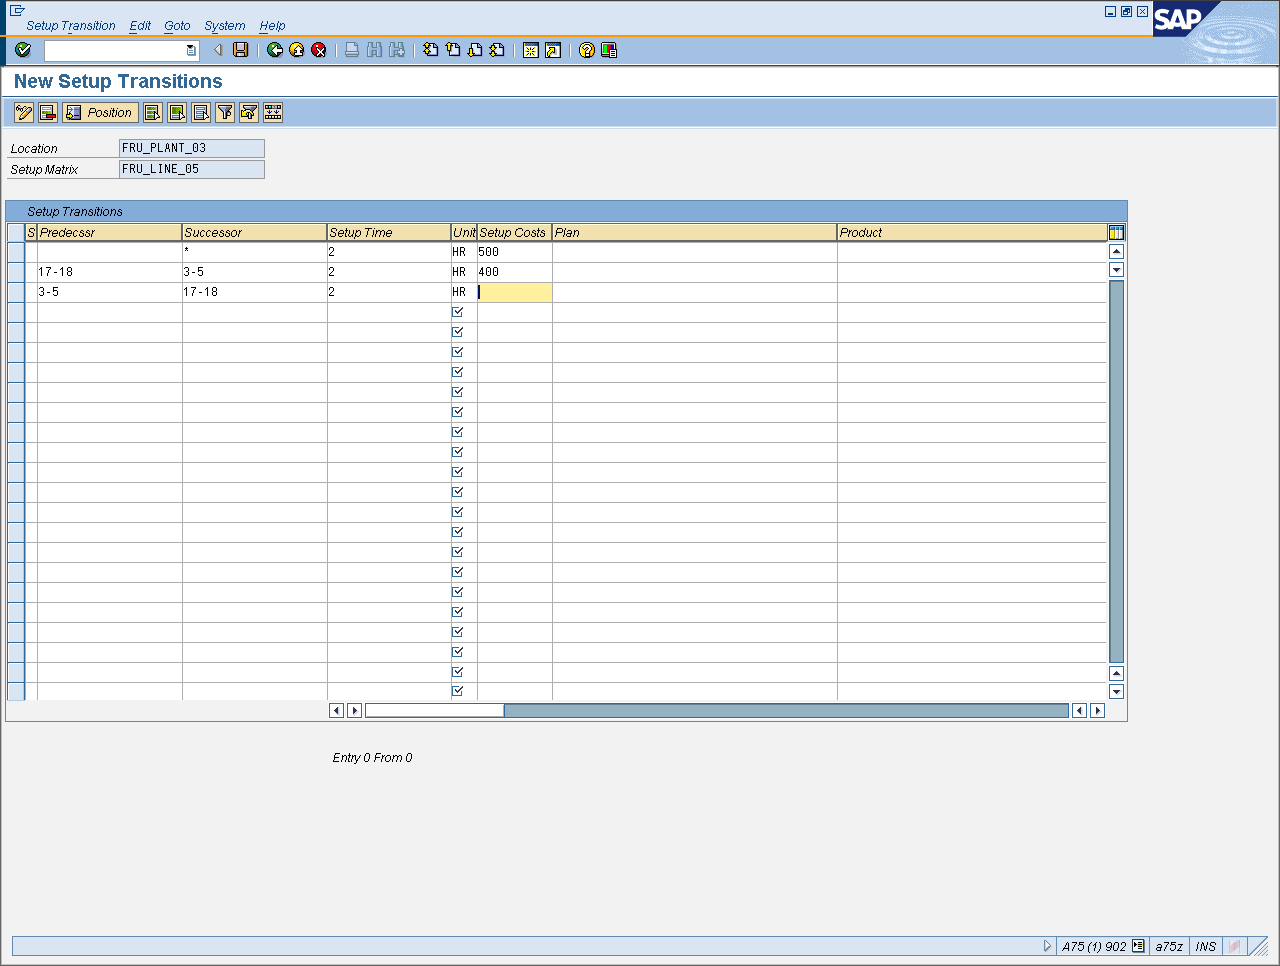 Setup Transition Edit Goto System Help
SAP
New Setup Transitions
Position
Location FRU_PLANT_03
Setup Matrix FRU_LINE_05
Setup Transitions
S Predecssr Successor Setup Time Unit Setup Costs Plan Product
* 2 HR 500
17-18 3-5 2 HR 400
3-5 17-18 2 HR
Entry 0 From 0
A75 (1) 902 a75z INS